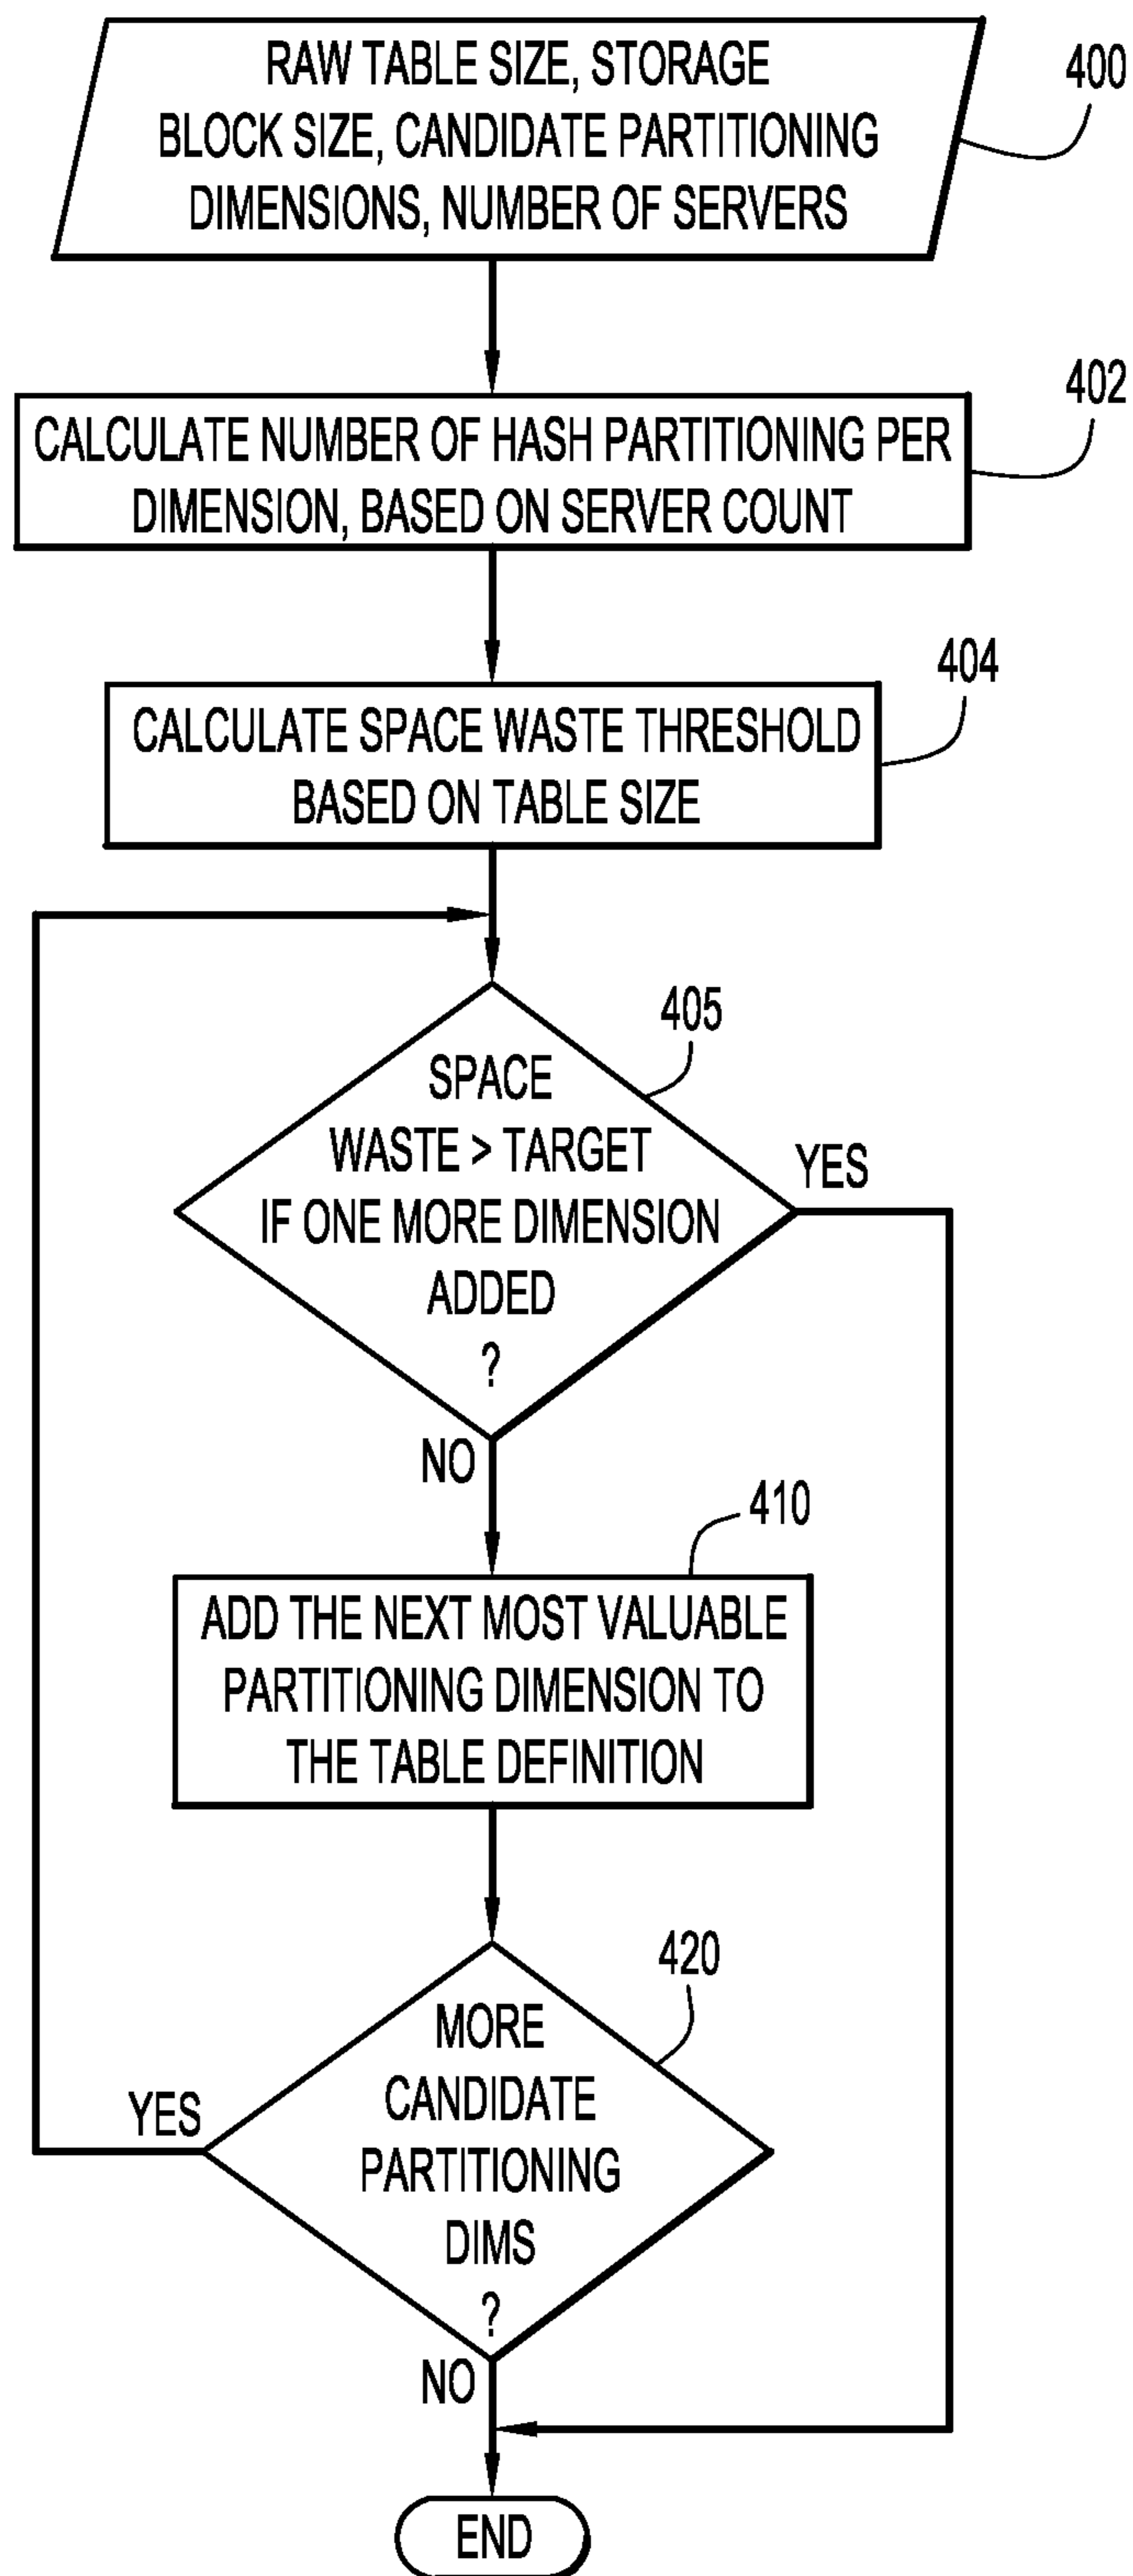 RAW TABLE SIZE, STORAGE
BLOCK SIZE, CANDIDATE PARTITIONING
DIMENSIONS, NUMBER OF SERVERS
400
402
CALCULATE NUMBER OF HASH PARTITIONING PER
DIMENSION, BASED ON SERVER COUNT
404
CALCULATE SPACE WASTE THRESHOLD
BASED ON TABLE SIZE
405
SPACE
WASTE > TARGET
IF ONE MORE DIMENSION
ADDED
?
YES
NO
410
ADD THE NEXT MOST VALUABLE
PARTITIONING DIMENSION TO
THE TABLE DEFINITION
420
MORE
CANDIDATE
PARTITIONING
DIMS
?
YES
NO
END